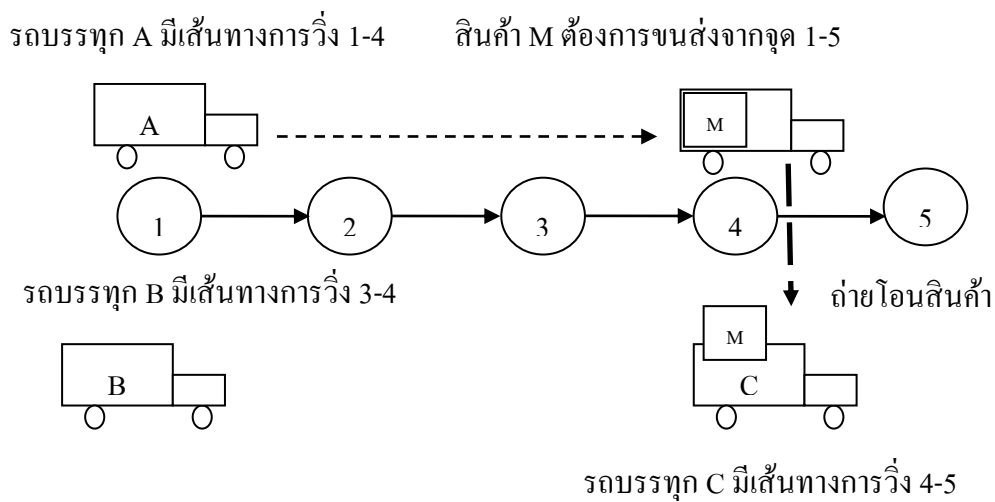 รถบรรทุก A มีเส้นทางการวิ่ง 1-4 สินค้า M ต้องการขนส่งจากจุด 1-5
A M
1 2 3 4 5
รถบรรทุก B มีเส้นทางการวิ่ง 3-4 ถ่ายโอนสินค้า
M
B C
รถบรรทุก C มีเส้นทางการวิ่ง 4-5